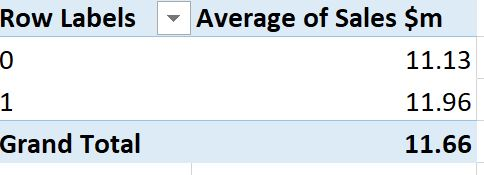 Row Labels Average of Sales $m
0 11.13
1 11.96
Grand Total 11.66